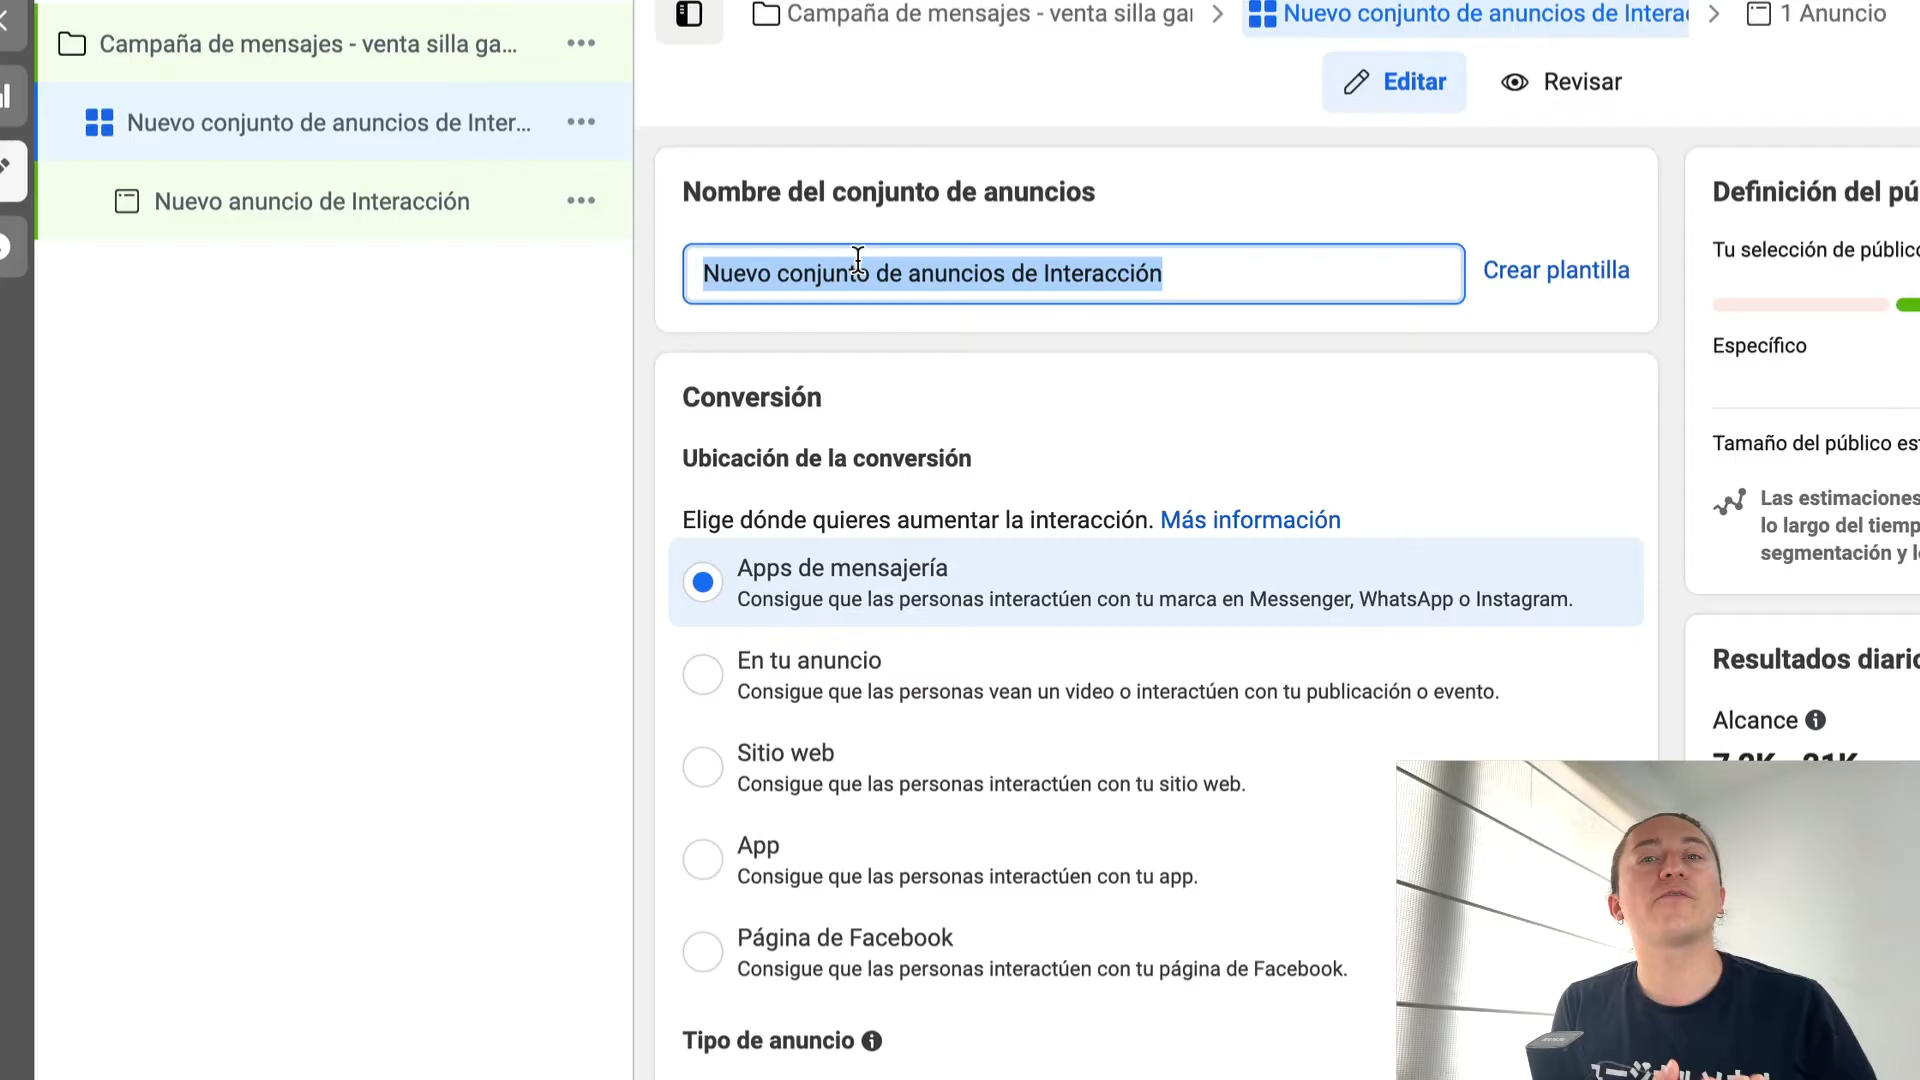 Campaña de mensajes - venta silla ga...
Nuevo conjunto de anuncios de Inter...
Nuevo anuncio de Interacción
Campaña de mensajes - venta silla
Nuevo conjunto de anuncios de
1 Anuncio
Editar
Revisar
Nombre del conjunto de anuncios
Nuevo conjunto de anuncios de Interacción
Crear plantilla
Conversión
Ubicación de la conversión
Elige dónde quieres aumentar la interacción. Más información
Apps de mensajería
Consigue que las personas interactúen con tu marca en Messenger, WhatsApp o Instagram.
En tu anuncio
Consigue que las personas vean un video o interactúen con tu publicación o evento.
Sitio web
Consigue que las personas interactúen con tu sitio web.
App
Consigue que las personas interactúen con tu app.
Página de Facebook
Consigue que las personas interactúen con tu página de Facebook.
Tipo de anuncio
Definición del
Tu selección de
Específico
Tamaño del público
Las estimaciones
lo largo del
segmentación y
Resultados
Alcance